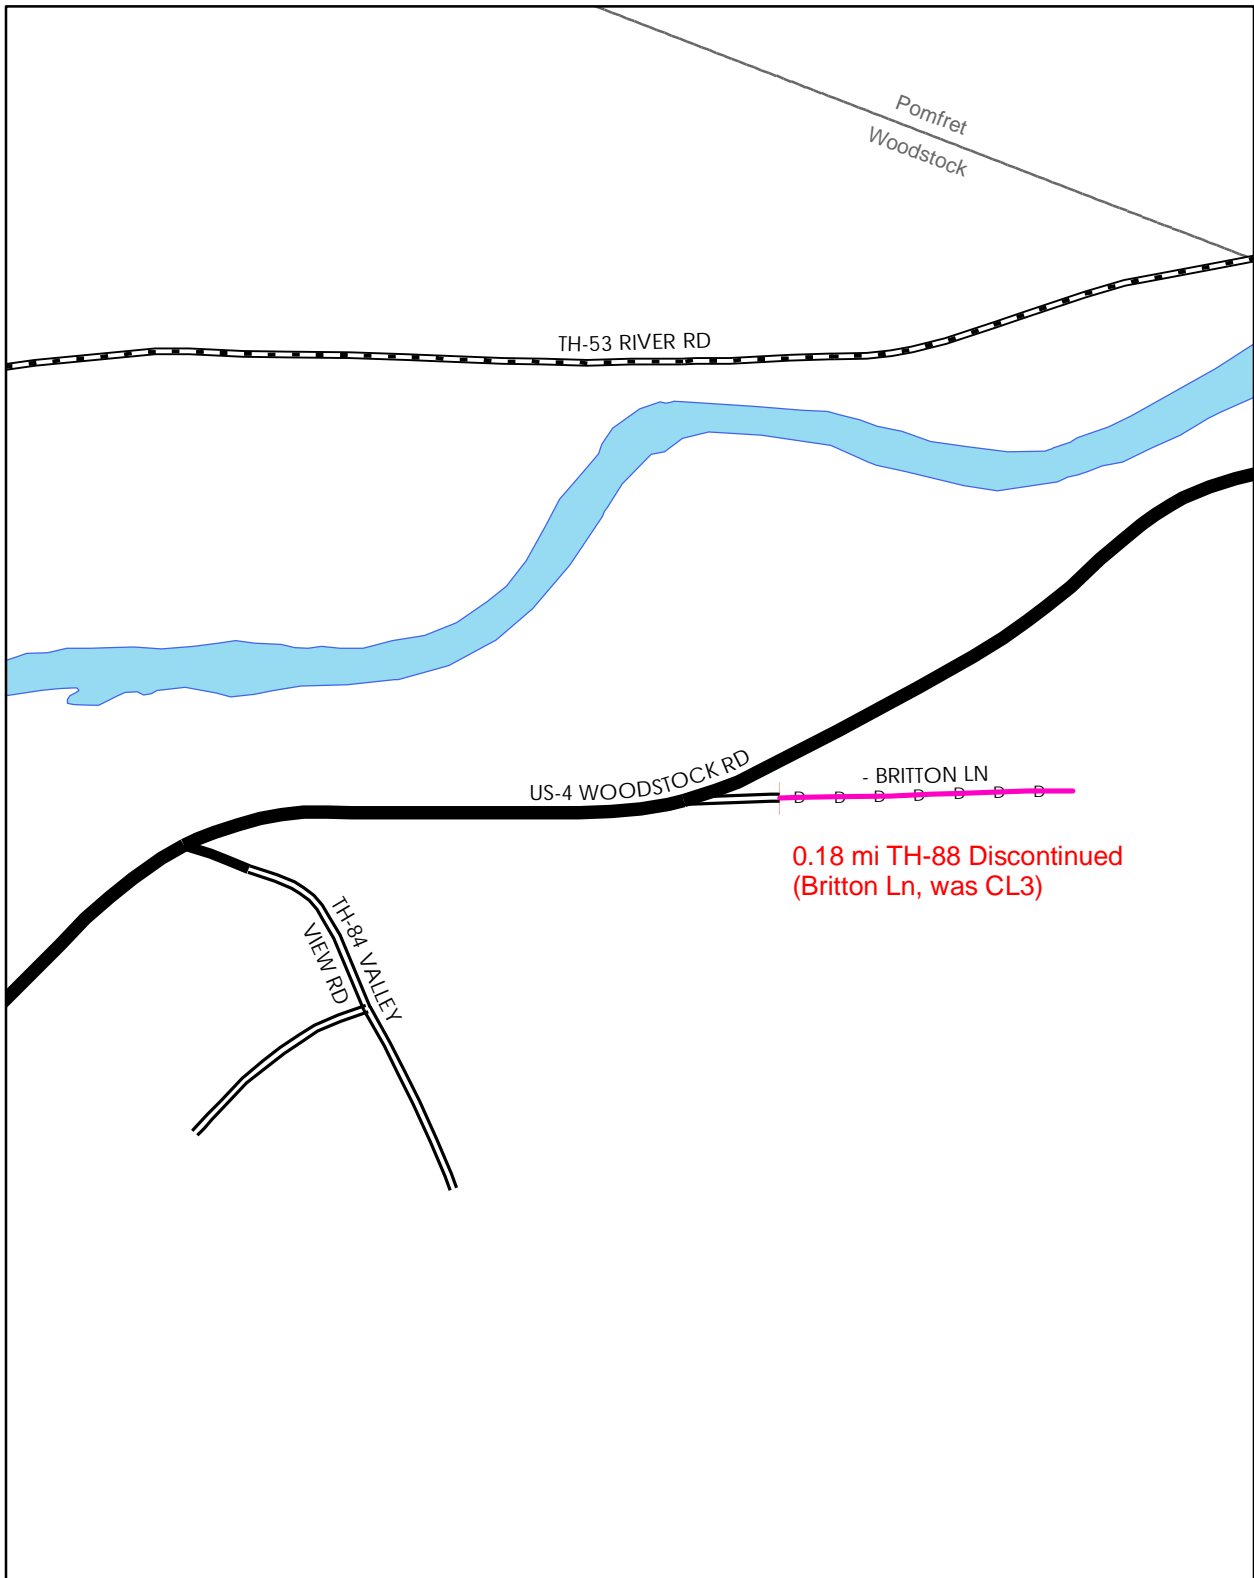 Pomfret
Woodstock
TH-53 RIVER RD
US-4 WOODSTOCK RD
- BRITTON LN
D D D D D D D
0.18 mi TH-88 Discontinued
(Britton Ln, was CL3)
TH-84 VALLEY
VIEW RD